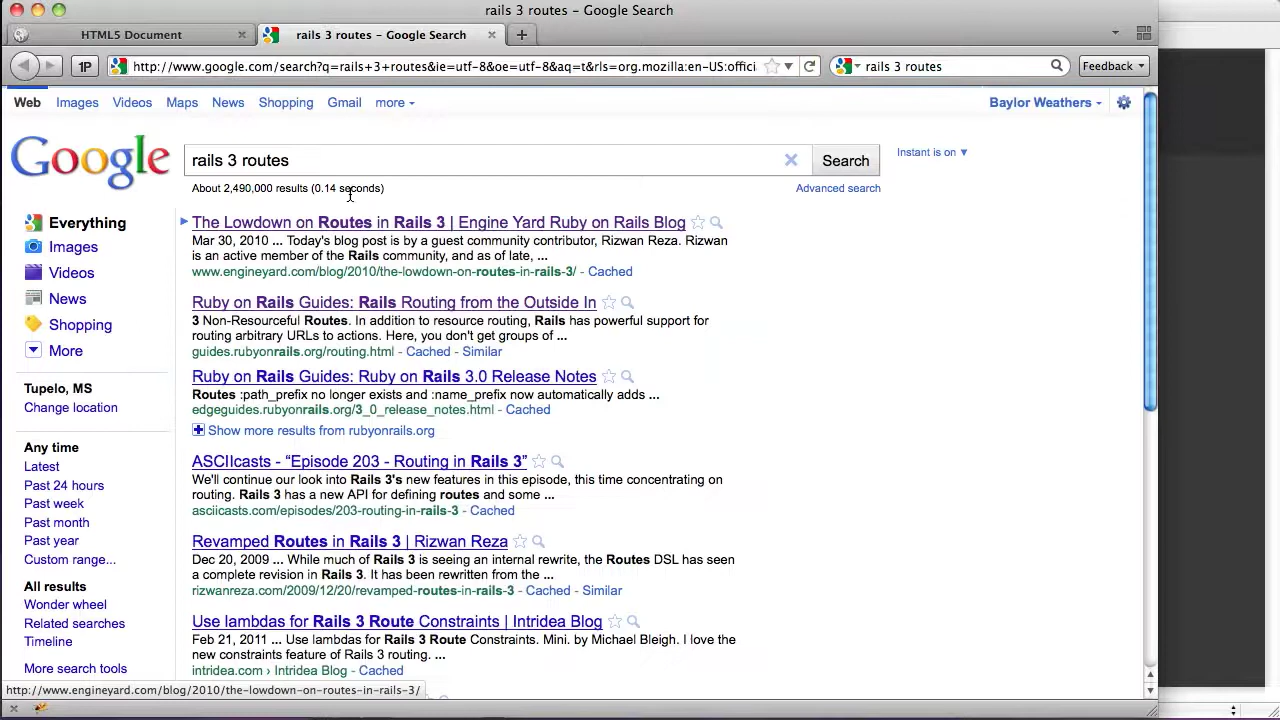 rails 3 routes - Google Search
HTML5 Document
rails 3 routes - Google Search
1P
http://www.google.com/search?q=rails+3+routes&ie=utf-8&oe=utf-8&aq=t&rls=org.mozilla:en-US:offici
rails 3 routes
Feedback
Web Images Videos Maps News Shopping Gmail more
Baylor Weathers
Google
rails 3 routes
Search
Instant is on ▼
About 2,490,000 results (0.14 seconds)
Advanced search
Everything
Images
Videos
News
Shopping
More
Tupelo, MS
Change location
Any time
Latest
Past 24 hours
Past week
Past month
Past year
Custom range...
All results
Wonder wheel
Related searches
Timeline
More search tools
The Lowdown on Routes in Rails 3 | Engine Yard Ruby on Rails Blog
Mar 30, 2010 ... Today's blog post is by a guest community contributor, Rizwan Reza. Rizwan
is an active member of the Rails community, and as of late, ...
www.engineyard.com/blog/2010/the-lowdown-on-routes-in-rails-3/ - Cached
Ruby on Rails Guides: Rails Routing from the Outside In
3 Non-Resourceful Routes. In addition to resource routing, Rails has powerful support for
routing arbitrary URLs to actions. Here, you don't get groups of ...
guides.rubyonrails.org/routing.html - Cached - Similar
Ruby on Rails Guides: Ruby on Rails 3.0 Release Notes
Routes :path_prefix no longer exists and :name_prefix now automatically adds ...
edgeguides.rubyonrails.org/3_0_release_notes.html - Cached
Show more results from rubyonrails.org
ASCIIcasts - “Episode 203 - Routing in Rails 3”
We'll continue our look into Rails 3's new features in this episode, this time concentrating on
routing. Rails 3 has a new API for defining routes and some ...
asciicasts.com/episodes/203-routing-in-rails-3 - Cached
Revamped Routes in Rails 3 | Rizwan Reza
Dec 20, 2009 ... While much of Rails 3 is seeing an internal rewrite, the Routes DSL has seen
a complete revision in Rails 3. It has been rewritten from the ...
rizwanreza.com/2009/12/20/revamped-routes-in-rails-3 - Cached - Similar
Use lambdas for Rails 3 Route Constraints | Intridea Blog
Feb 21, 2011 ... Use lambdas for Rails 3 Route Constraints. Mini. by Michael Bleigh. I love the
new constraints feature of Rails 3 routing. ...
intridea.com › Intridea Blog - Cached
http://www.engineyard.com/blog/2010/the-lowdown-on-routes-in-rails-3/